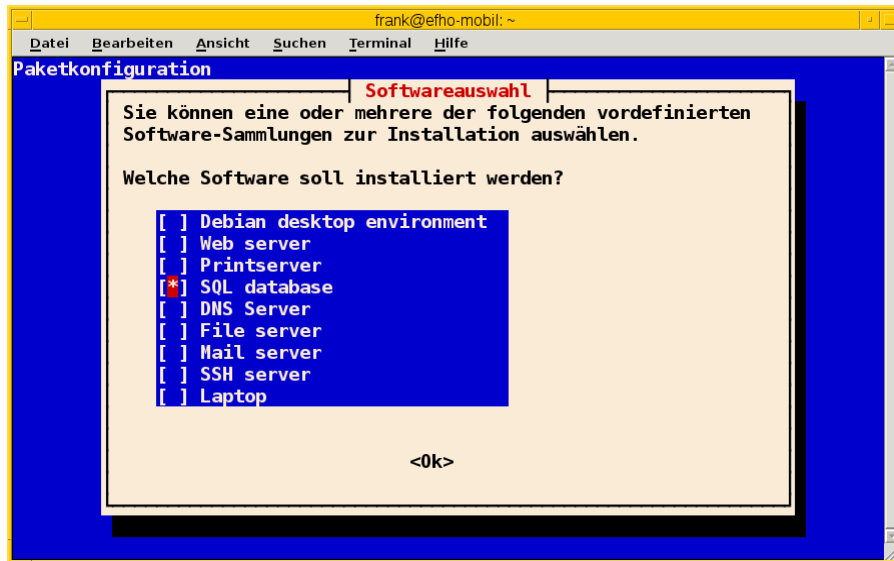 frank@efho-mobil: ~
Datei Bearbeiten Ansicht Suchen Terminal Hilfe
Paketkonfiguration
Softwareauswahl
Sie können eine oder mehrere der folgenden vordefinierten
Software-Sammlungen zur Installation auswählen.
Welche Software soll installiert werden?
[ ] Debian desktop environment
[ ] Web server
[ ] Printserver
[*] SQL database
[ ] DNS Server
[ ] File server
[ ] Mail server
[ ] SSH server
[ ] Laptop
<Ok>